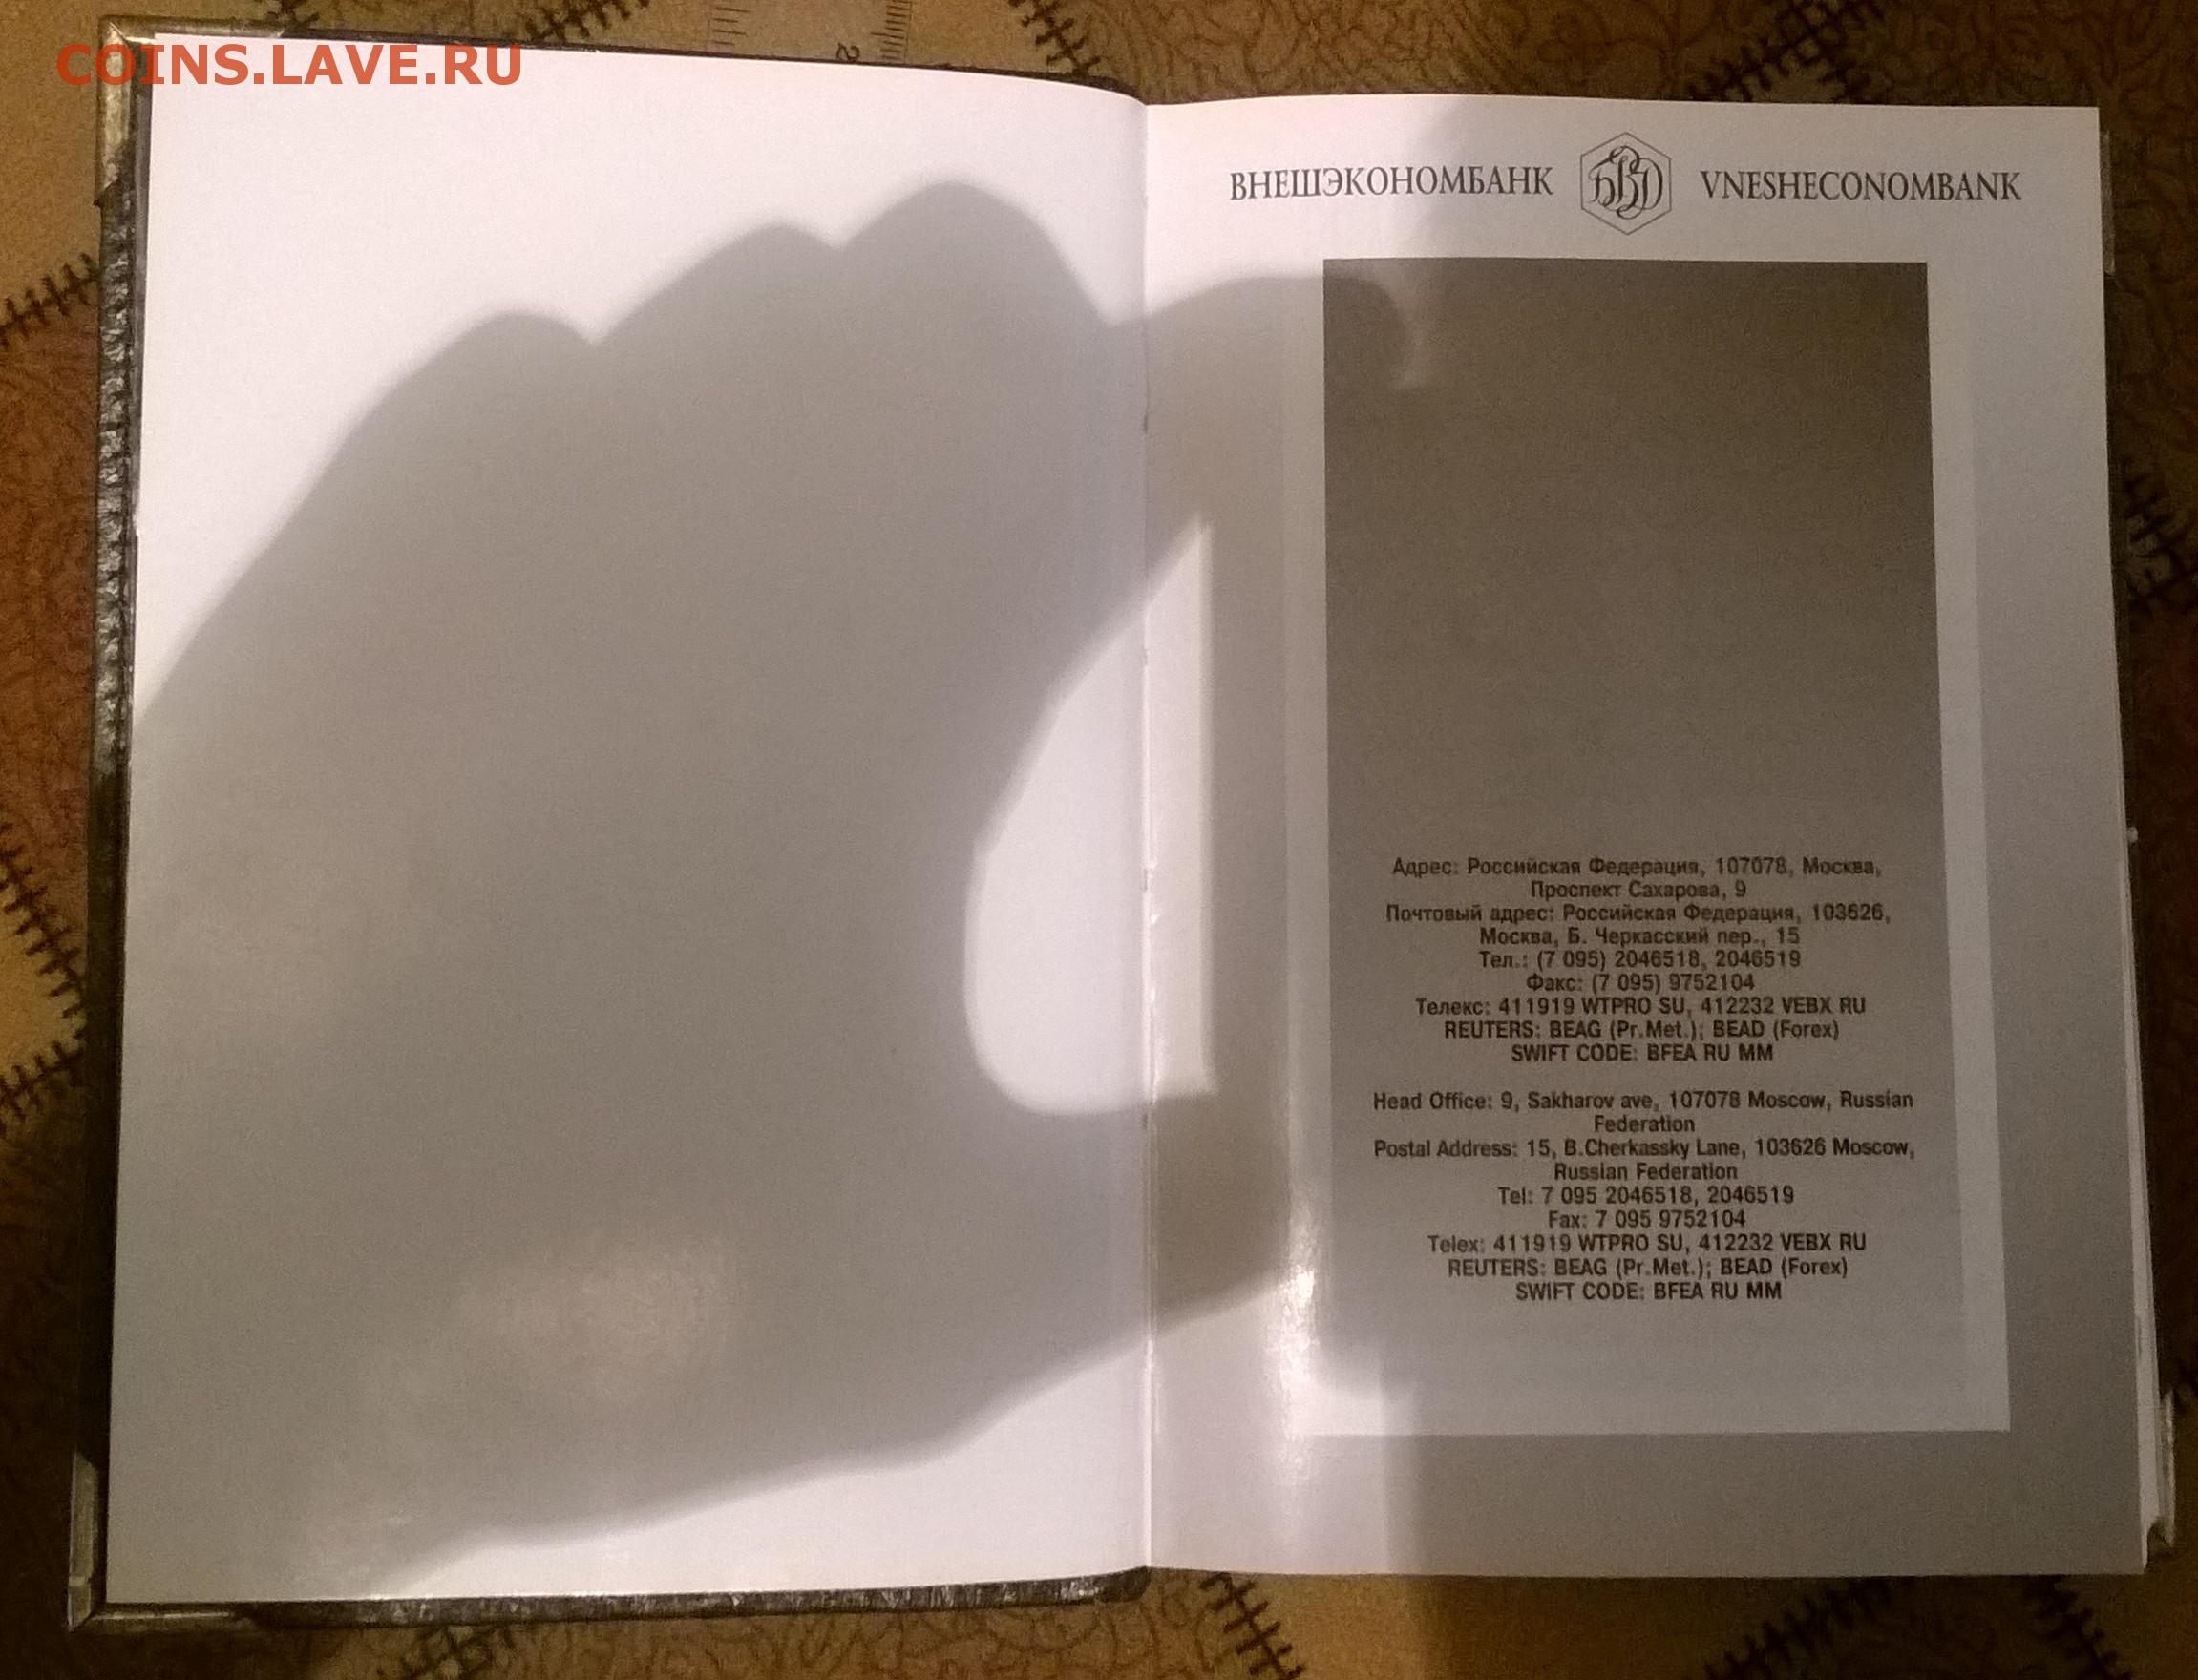 COINS.LAVE.RU
ВНЕШЭКОНОМБАНК БВЭ VNESHECONOMBANK
Адрес: Российская Федерация, 107078, Москва,
Проспект Сахарова, 9
Почтовый адрес: Российская Федерация, 103626,
Москва, Б. Черкасский пер., 15
Тел.: (7 095) 2046518, 2046519
Факс: (7 095) 9752104
Телекс: 411919 WTPRO SU, 412232 VEBX RU
REUTERS: BEAG (Pr.Met.); BEAD (Forex)
SWIFT CODE: BFEA RU MM
Head Office: 9, Sakharov ave, 107078 Moscow, Russian
Federation
Postal Address: 15, B.Cherkassky Lane, 103626 Moscow,
Russian Federation
Tel: 7 095 2046518, 2046519
Fax: 7 095 9752104
Telex: 411919 WTPRO SU, 412232 VEBX RU
REUTERS: BEAG (Pr.Met.); BEAD (Forex)
SWIFT CODE: BFEA RU MM